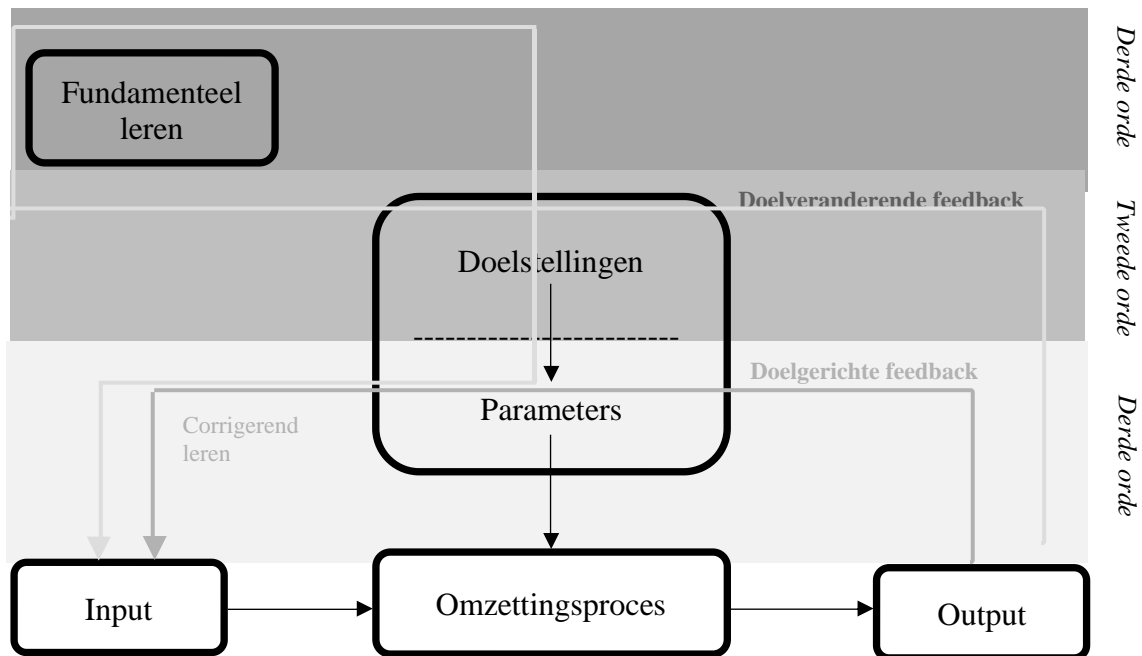 Derde orde
Fundamenteel
leren
Doelveranderende feedback
Tweede orde
Doelstellingen
Doelgerichte feedback
Derde orde
Parameters
Corrigerend
leren
Input
Omzettingsproces
Output